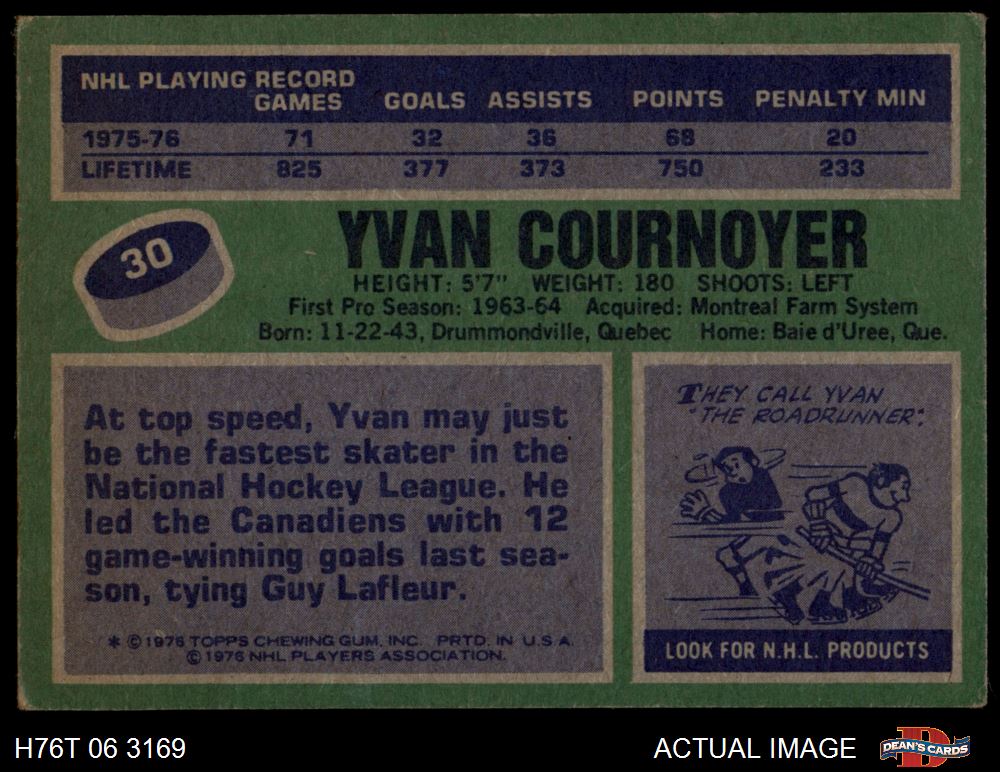 NHL PLAYING RECORD
GAMES GOALS ASSISTS POINTS PENALTY MIN
1975-76 71 32 36 68 20
LIFETIME 825 377 373 750 233
30
YVAN COURNOYER
HEIGHT: 5'7" WEIGHT: 180 SHOOTS: LEFT
First Pro Season: 1963-64 Acquired: Montreal Farm System
Born: 11-22-43, Drummondville, Quebec Home: Baie d'Uree, Que.
At top speed, Yvan may just
be the fastest skater in the
National Hockey League. He
led the Canadiens with 12
game-winning goals last sea-
son, tying Guy Lafleur.
* © 1976 TOPPS CHEWING GUM, INC. PRTD. IN U.S.A.
© 1976 NHL PLAYERS ASSOCIATION.
THEY CALL YVAN
"THE ROADRUNNER".
LOOK FOR N.H.L. PRODUCTS
H76T 06 3169
ACTUAL IMAGE
D
DEAN'S CARDS